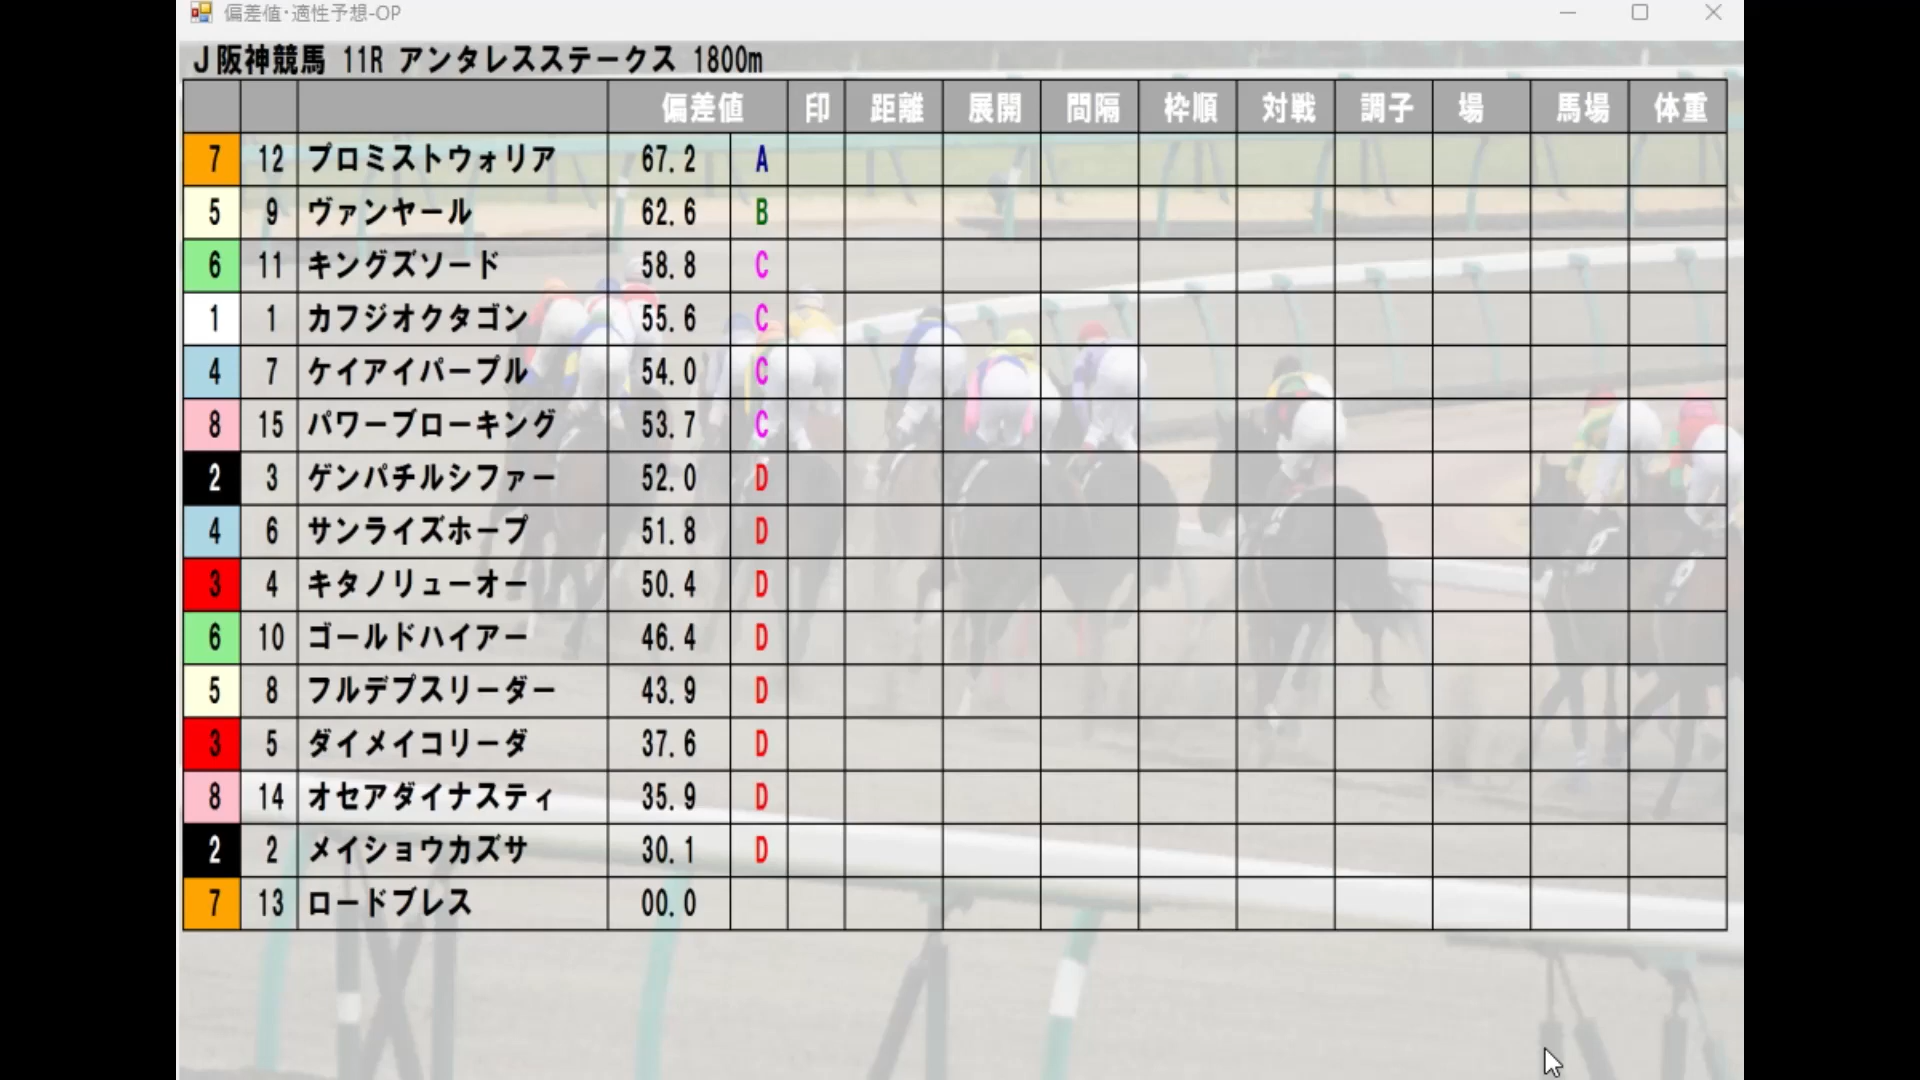 偏差値・適性予想-OP
J阪神競馬 11R アンタレスステークス 1800m
偏差値 印 距離 展開 間隔 枠順 対戦 調子 場 馬場 体重
7 12 プロミストウォリア 67.2 A
5 9 ヴァンヤール 62.6 B
6 11 キングズソード 58.8 C
1 1 カフジオクタゴン 55.6 C
4 7 ケイアイパープル 54.0 C
8 15 パワーブローキング 53.7 C
2 3 ゲンパチルシファー 52.0 D
4 6 サンライズホープ 51.8 D
3 4 キタノリューオー 50.4 D
6 10 ゴールドハイアー 46.4 D
5 8 フルデプスリーダー 43.9 D
3 5 ダイメイコリーダ 37.6 D
8 14 オセアダイナスティ 35.9 D
2 2 メイショウカズサ 30.1 D
7 13 ロードブレス 00.0